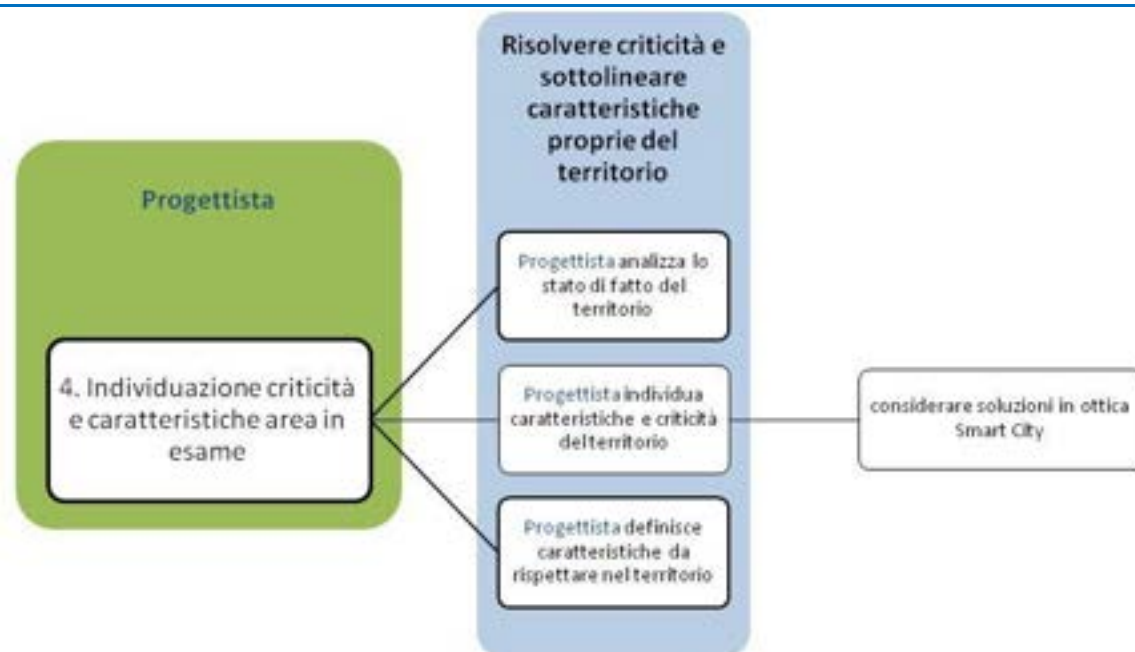 Risolvere criticità e
sottolineare
caratteristiche
proprie del
territorio
Progettista
Progettista analizza lo
stato di fatto del
territorio
4. Individuazione criticità
e caratteristiche area in
esame
Progettista individua
caratteristiche e criticità
del territorio
considerare soluzioni in ottica
Smart City
Progettista definisce
caratteristiche da
rispettare nel territorio